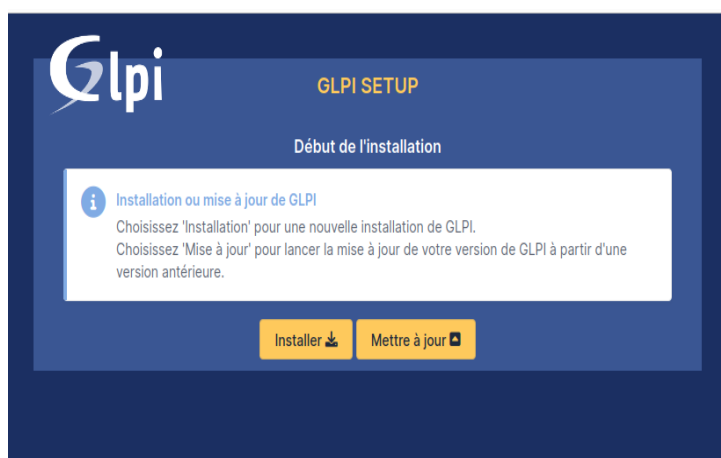 Glpi
GLPI SETUP
Début de l'installation
Installation ou mise à jour de GLPI
Choisissez 'Installation' pour une nouvelle installation de GLPI.
Choisissez 'Mise à jour' pour lancer la mise à jour de votre version de GLPI à partir d'une
version antérieure.
Installer
Mettre à jour